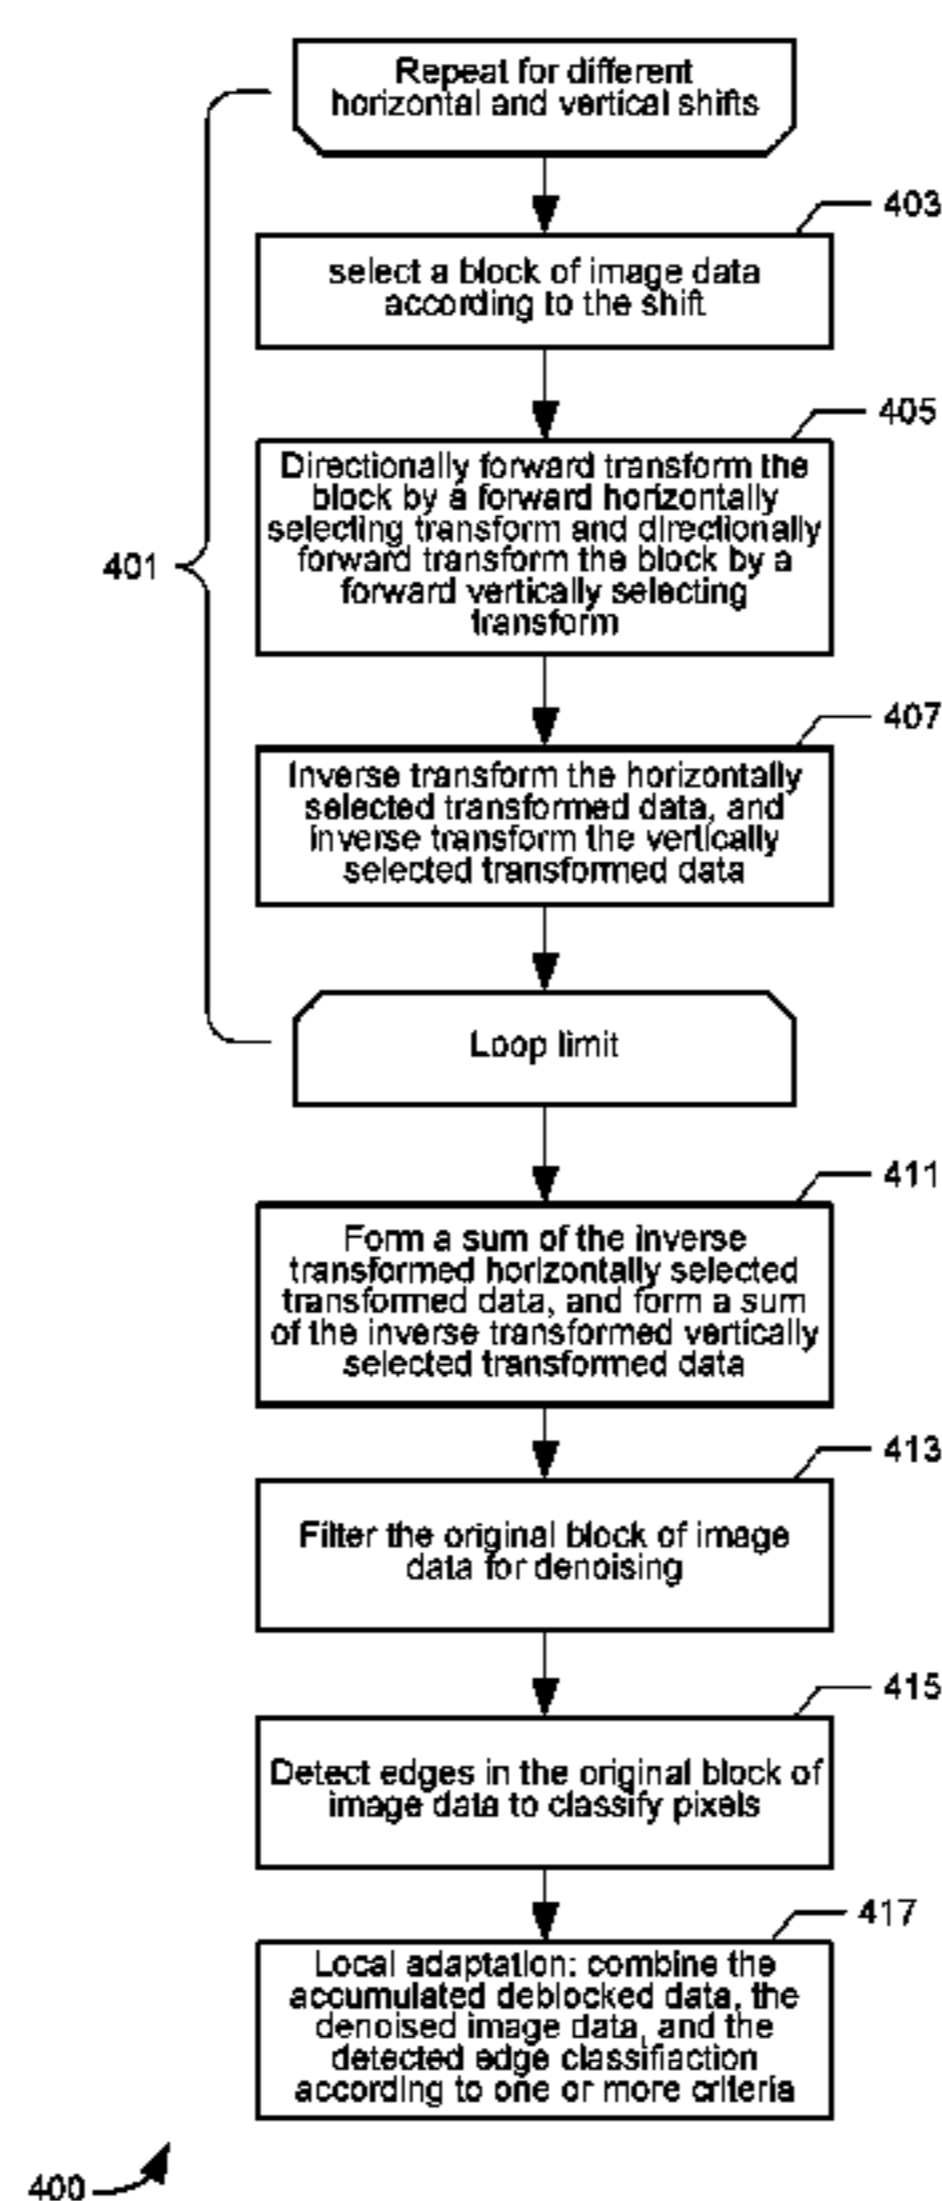 Repeat for different
horizontal and vertical shifts
403
select a block of image data
according to the shift
405
Directionally forward transform the
block by a forward horizontally
selecting transform and directionally
forward transform the block by a
forward vertically selecting
transform
401
407
Inverse transform the horizontally
selected transformed data, and
inverse transform the vertically
selected transformed data
Loop limit
411
Form a sum of the inverse
transformed horizontally selected
transformed data, and form a sum
of the inverse transformed vertically
selected transformed data
413
Filter the original block of image
data for denoising
415
Detect edges in the original block of
image data to classify pixels
417
Local adaptation: combine the
accumulated deblocked data, the
denoised image data, and the
detected edge classifiaction
according to one or more criteria
400